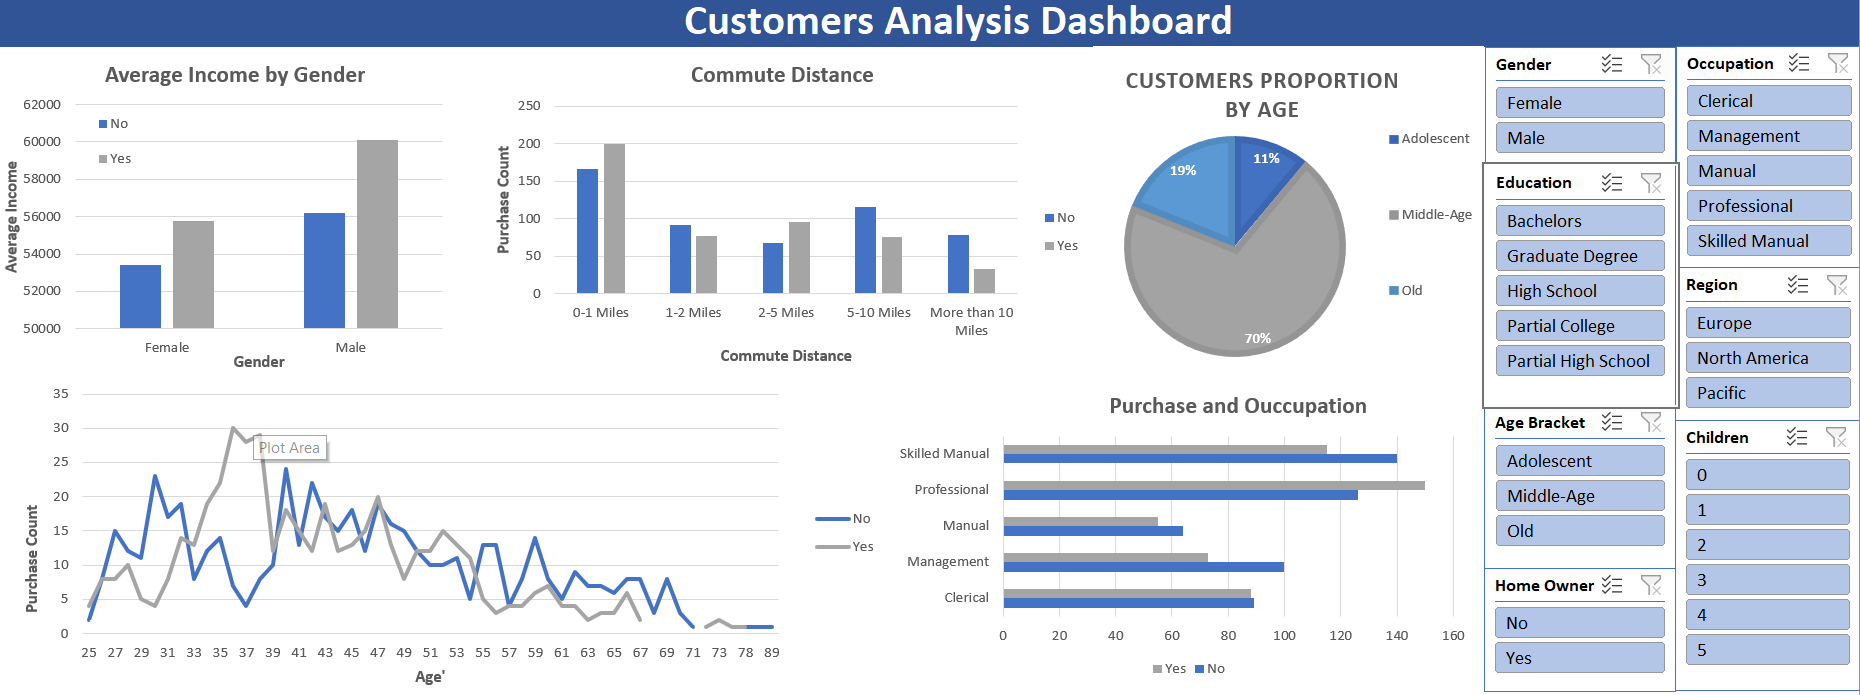 Customers Analysis Dashboard
Average Income by Gender
62000
60000
58000
56000
54000
52000
50000
Average Income
No
Yes
Female
Male
Gender
Commute Distance
250
200
150
100
50
0
Purchase Count
0-1 Miles
1-2 Miles
2-5 Miles
5-10 Miles
More than 10
Miles
Commute Distance
No
Yes
CUSTOMERS PROPORTION
BY AGE
11%
19%
70%
Adolescent
Middle-Age
Old
35
30
25
20
15
10
5
0
Purchase Count
Plot Area
25 27 29 31 33 35 37 39 41 43 45 47 49 51 53 55 57 59 61 63 65 67 69 71 73 78 89
Age'
No
Yes
Purchase and Ouccupation
Skilled Manual
Professional
Manual
Management
Clerical
0 20 40 60 80 100 120 140 160
Yes No
Gender
Female
Male
Education
Bachelors
Graduate Degree
High School
Partial College
Partial High School
Age Bracket
Adolescent
Middle-Age
Old
Home Owner
No
Yes
Occupation
Clerical
Management
Manual
Professional
Skilled Manual
Region
Europe
North America
Pacific
Children
0
1
2
3
4
5